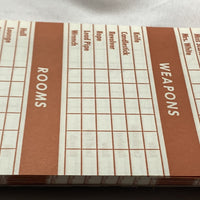 Mrs. White
WEAPONS
Knife
Candlestick
Revolver
Rope
Lead Pipe
Wrench
ROOMS
Hall
Lounge